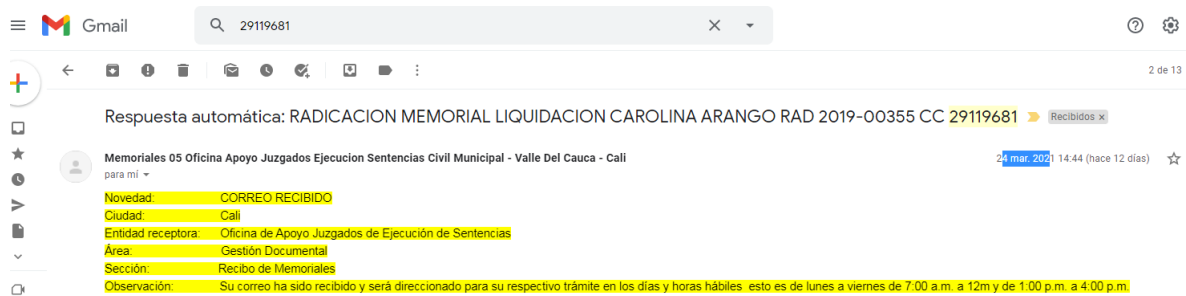 Gmail
29119681
2 de 13
Respuesta automática: RADICACION MEMORIAL LIQUIDACION CAROLINA ARANGO RAD 2019-00355 CC 29119681 Recibidos x
Memoriales 05 Oficina Apoyo Juzgados Ejecucion Sentencias Civil Municipal - Valle Del Cauca - Cali
24 mar. 2021 14:44 (hace 12 días)
para mí
Novedad: CORREO RECIBIDO
Ciudad: Cali
Entidad receptora: Oficina de Apoyo Juzgados de Ejecución de Sentencias
Área: Gestión Documental
Sección: Recibo de Memoriales
Observación: Su correo ha sido recibido y será direccionado para su respectivo trámite en los días y horas hábiles esto es de lunes a viernes de 7:00 a.m. a 12m y de 1:00 p.m. a 4:00 p.m.